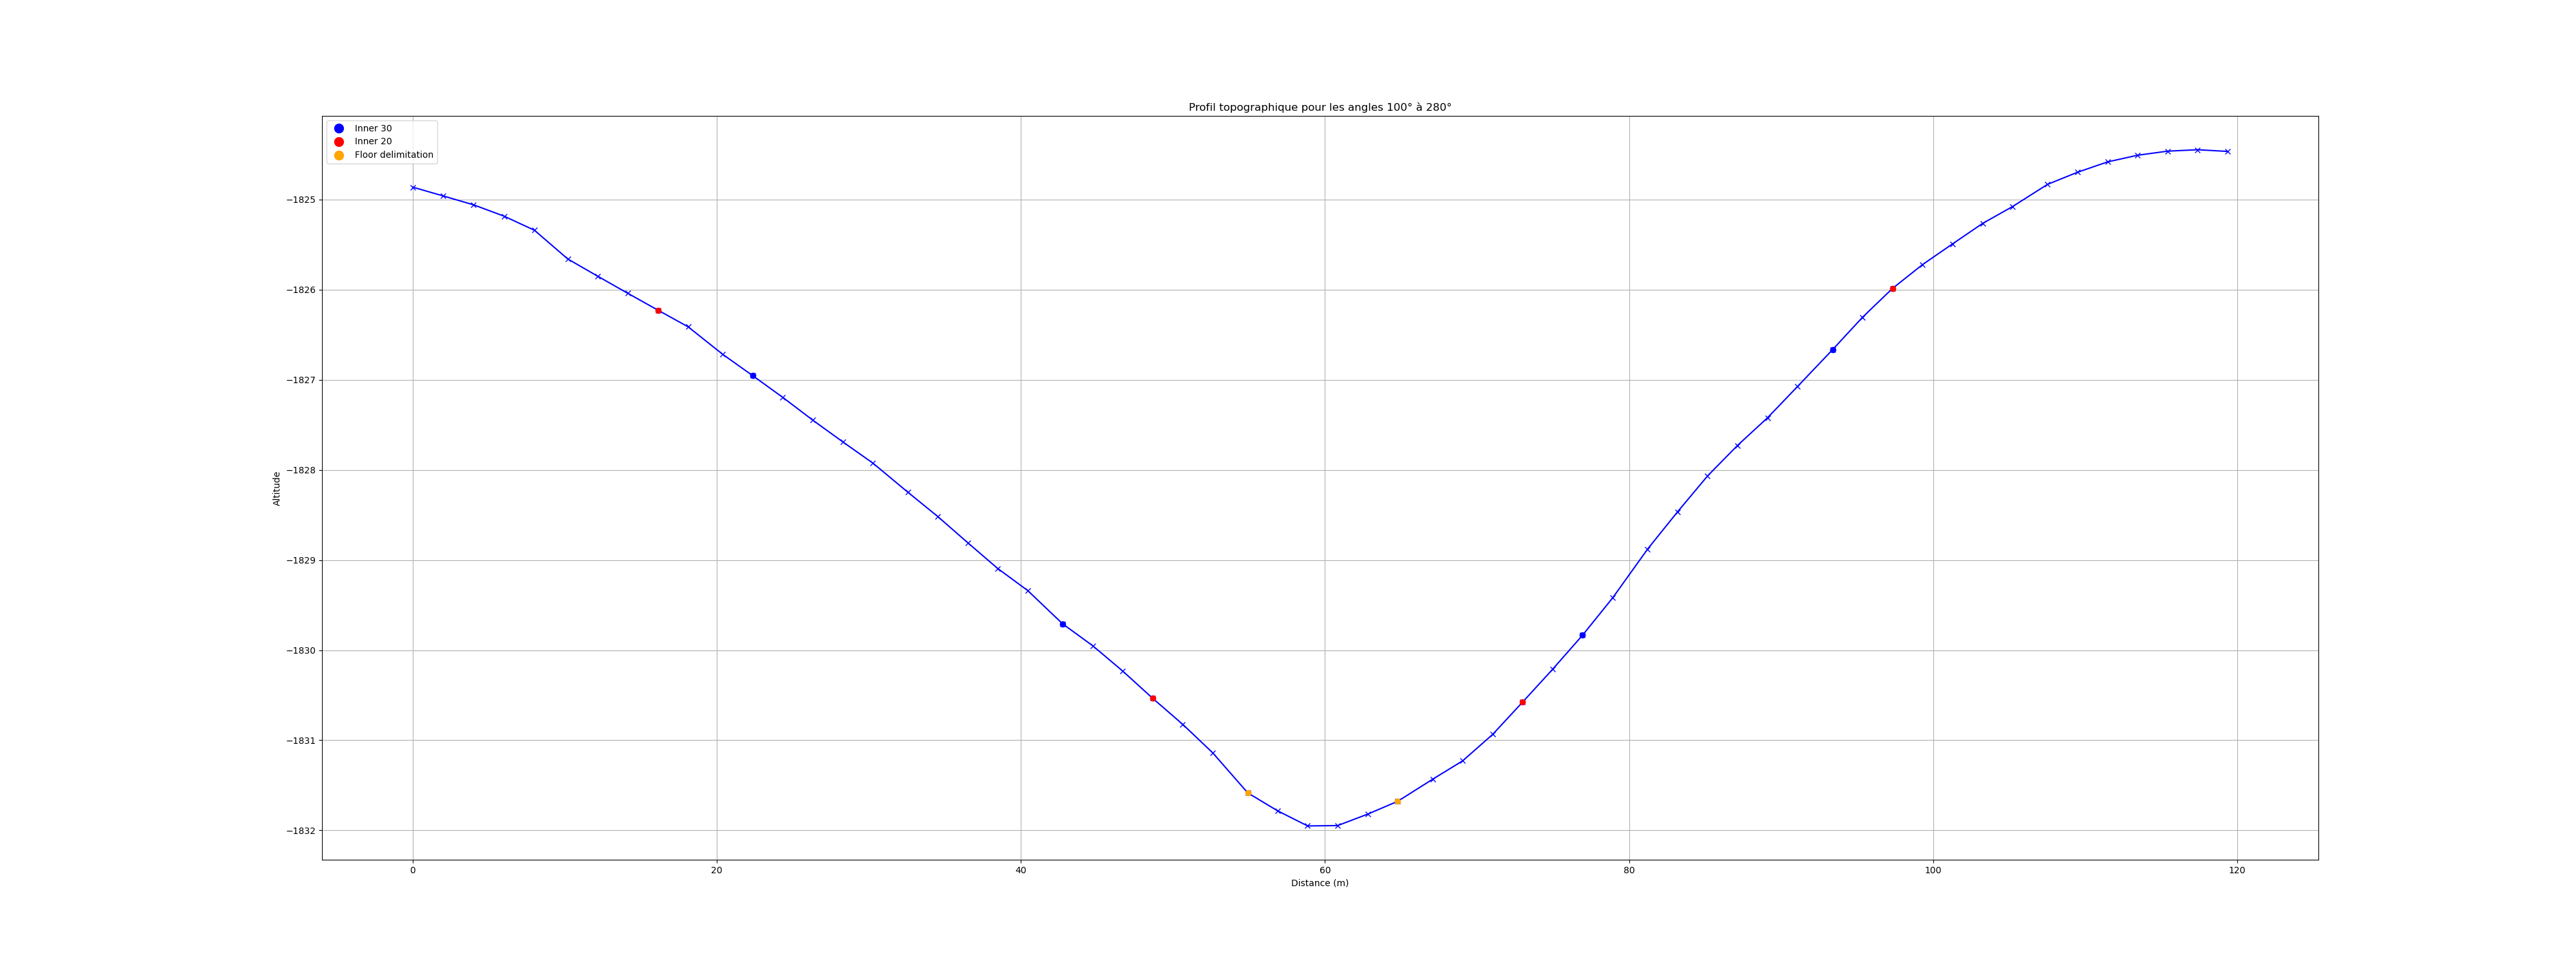 Profil topographique pour les angles 100° à 280°
Inner 30
Inner 20
Floor delimitation
−1825
−1826
−1827
−1828
−1829
−1830
−1831
−1832
Altitude
0 20 40 60 80 100 120
Distance (m)